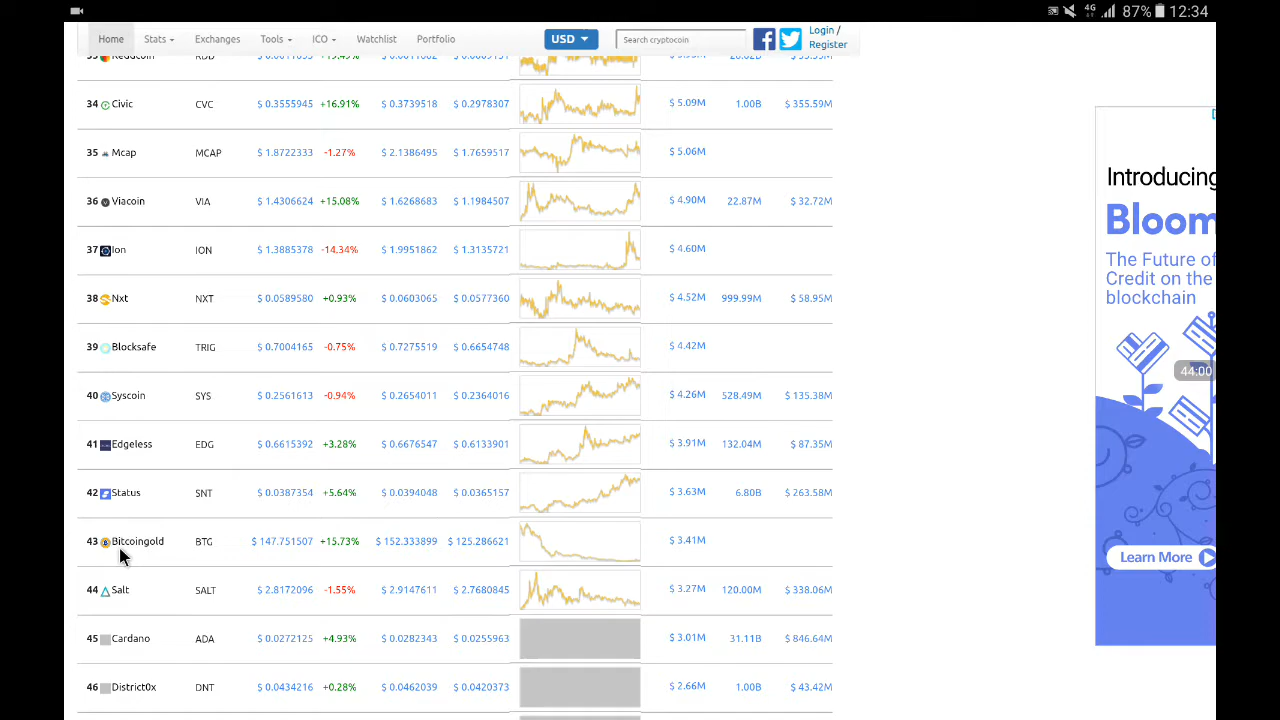 4G 87% 12:34
Home Stats Exchanges Tools ICO Watchlist Portfolio USD Search cryptocoin Login / Register
34 Civic CVC $ 0.3555945 +16.91% $ 0.3739518 $ 0.2978307 $ 5.09M 1.00B $ 355.59M
35 Mcap MCAP $ 1.8722333 -1.27% $ 2.1386495 $ 1.7659517 $ 5.06M
36 Viacoin VIA $ 1.4306624 +15.08% $ 1.6268683 $ 1.1984507 $ 4.90M 22.87M $ 32.72M
37 Ion ION $ 1.3885378 -14.34% $ 1.9951862 $ 1.3135721 $ 4.60M
38 Nxt NXT $ 0.0589580 +0.93% $ 0.0603065 $ 0.0577360 $ 4.52M 999.99M $ 58.95M
39 Blocksafe TRIG $ 0.7004165 -0.75% $ 0.7275519 $ 0.6654748 $ 4.42M
40 Syscoin SYS $ 0.2561613 -0.94% $ 0.2654011 $ 0.2364016 $ 4.26M 528.49M $ 135.38M
41 Edgeless EDG $ 0.6615392 +3.28% $ 0.6676547 $ 0.6133901 $ 3.91M 132.04M $ 87.35M
42 Status SNT $ 0.0387354 +5.64% $ 0.0394048 $ 0.0365157 $ 3.63M 6.80B $ 263.58M
43 Bitcoingold BTG $ 147.751507 +15.73% $ 152.333899 $ 125.286621 $ 3.41M
44 Salt SALT $ 2.8172096 -1.55% $ 2.9147611 $ 2.7680845 $ 3.27M 120.00M $ 338.06M
45 Cardano ADA $ 0.0272125 +4.93% $ 0.0282343 $ 0.0255963 $ 3.01M 31.11B $ 846.64M
46 District0x DNT $ 0.0434216 +0.28% $ 0.0462039 $ 0.0420373 $ 2.66M 1.00B $ 43.42M
Introducing
Bloom
The Future of
Credit on the
blockchain
44:00
Learn More